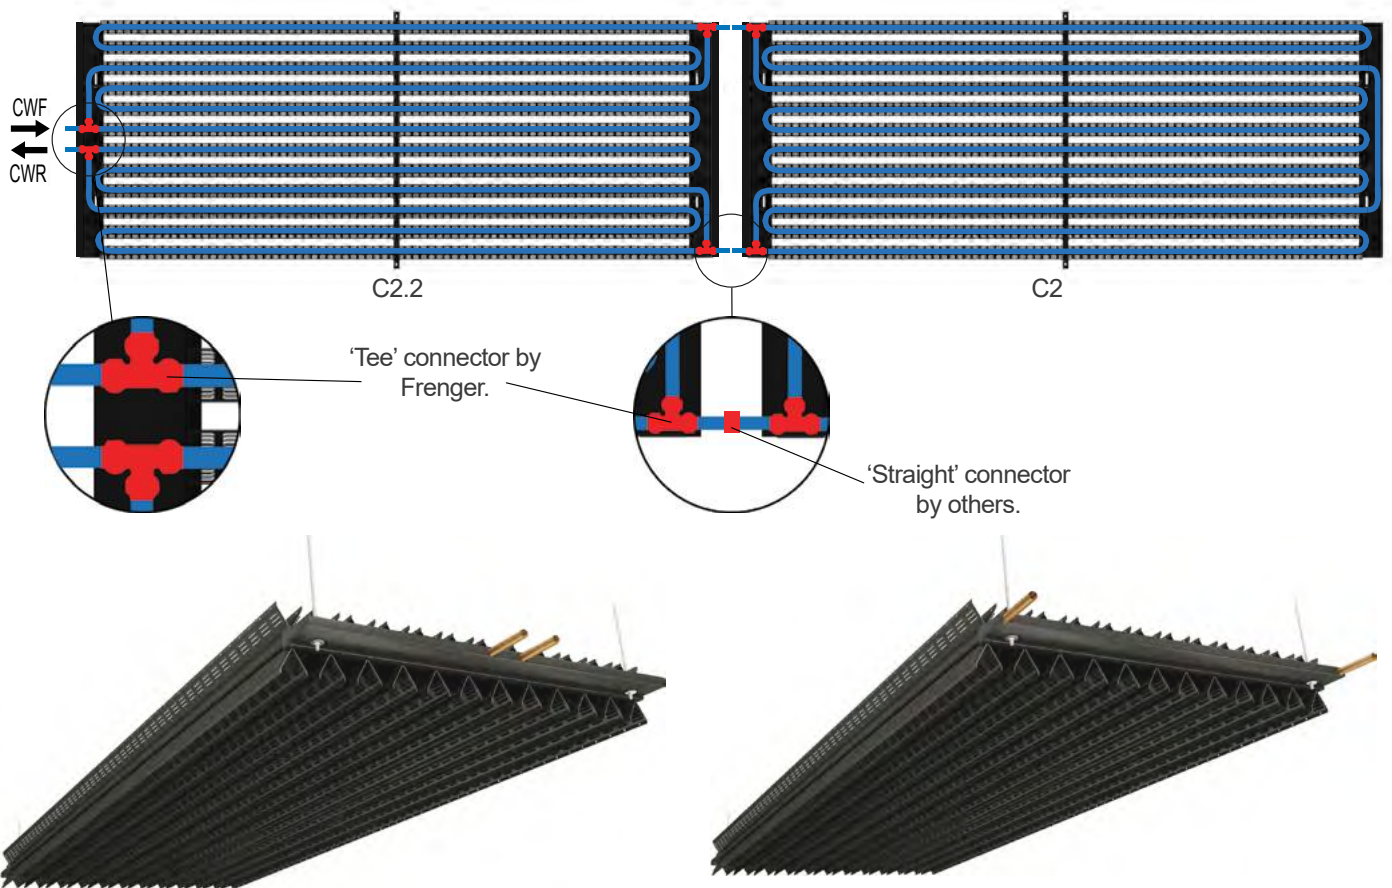 CWF
CWR
C2.2
C2
‘Tee’ connector by
Frenger.
‘Straight’ connector
by others.